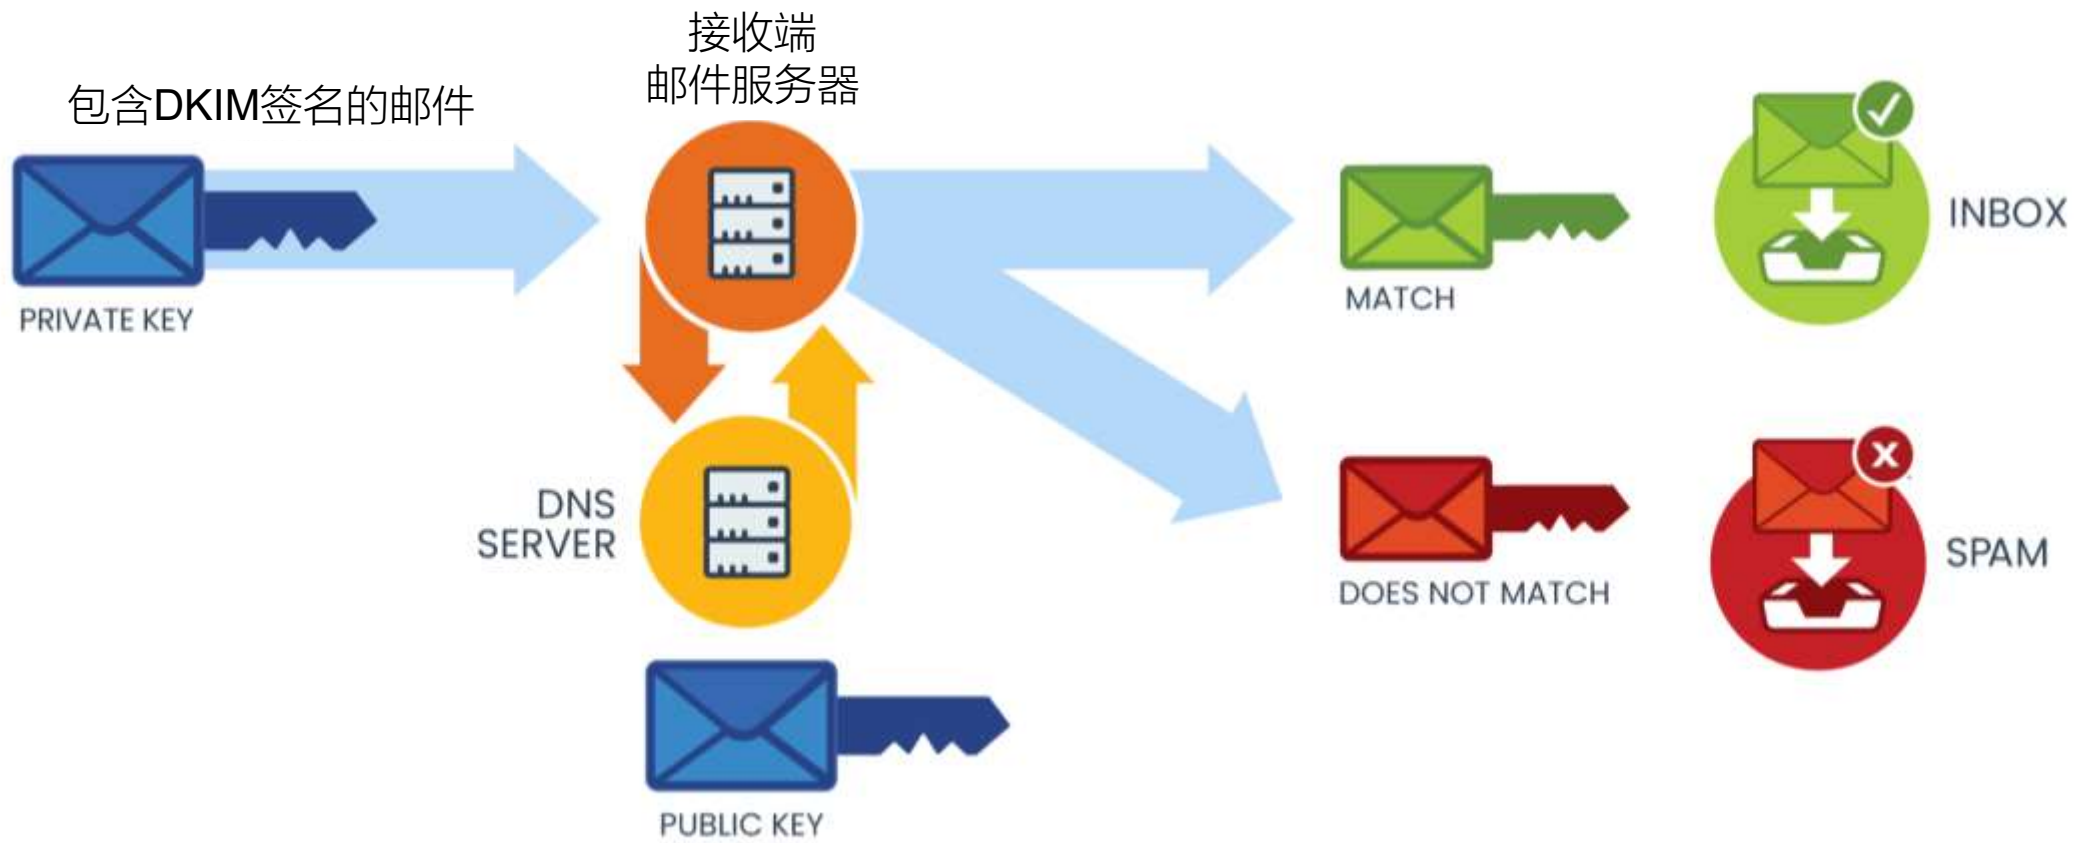 包含DKIM签名的邮件
接收端
邮件服务器
PRIVATE KEY
MATCH
INBOX
DNS
SERVER
DOES NOT MATCH
SPAM
PUBLIC KEY